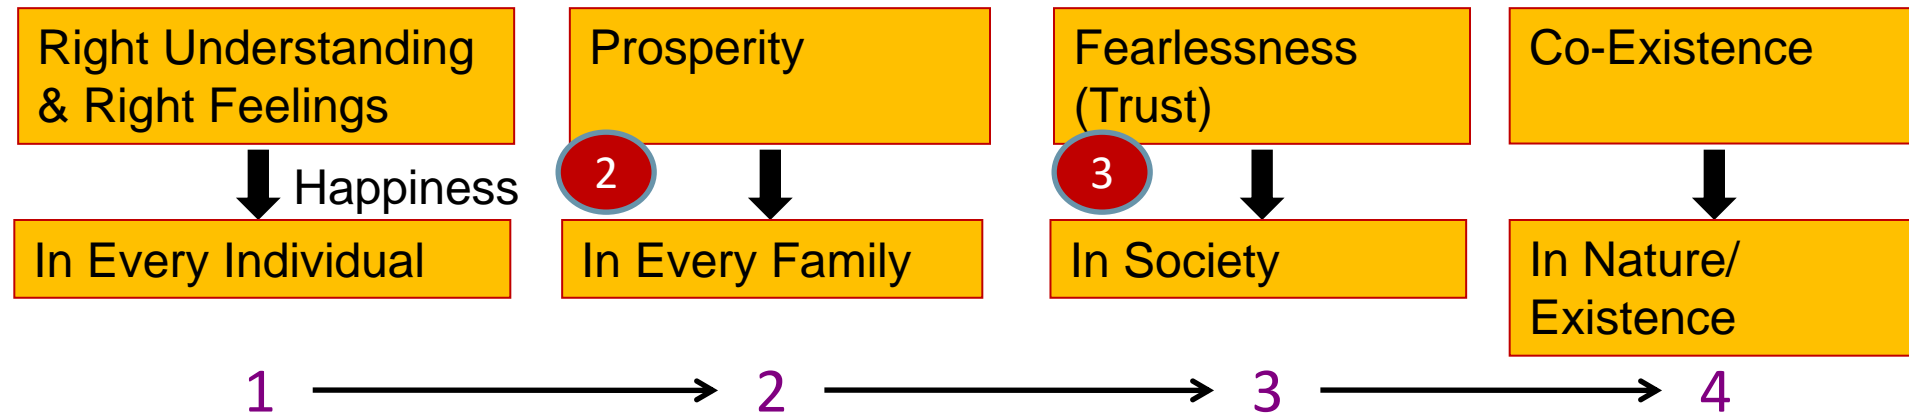 Right Understanding
& Right Feelings
Prosperity
Fearlessness
(Trust)
Co-Existence
Happiness
2
3
In Every Individual
In Every Family
In Society
In Nature/
Existence
1
2
3
4